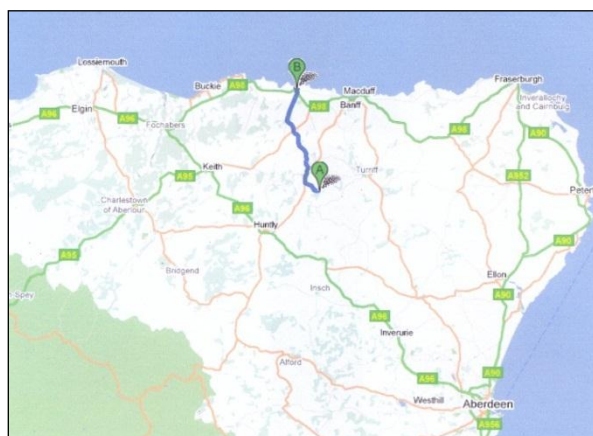 Lossiemouth
B
Fraserburgh
Buckie
A98
Macduff
Elgin
A98
Banff
Inverallochy
and Cairnbulg
A96
A96
Fochabers
A98
A90
Keith
A
Turriff
A952
A95
Peter
Charlestown
of Aberlour
A96
Huntly
A90
A95
Bridgend
Ellon
n Spey
Insch
A90
A96
Inverurie
Alford
A90
A96
Westhill
Aberdeen
A956